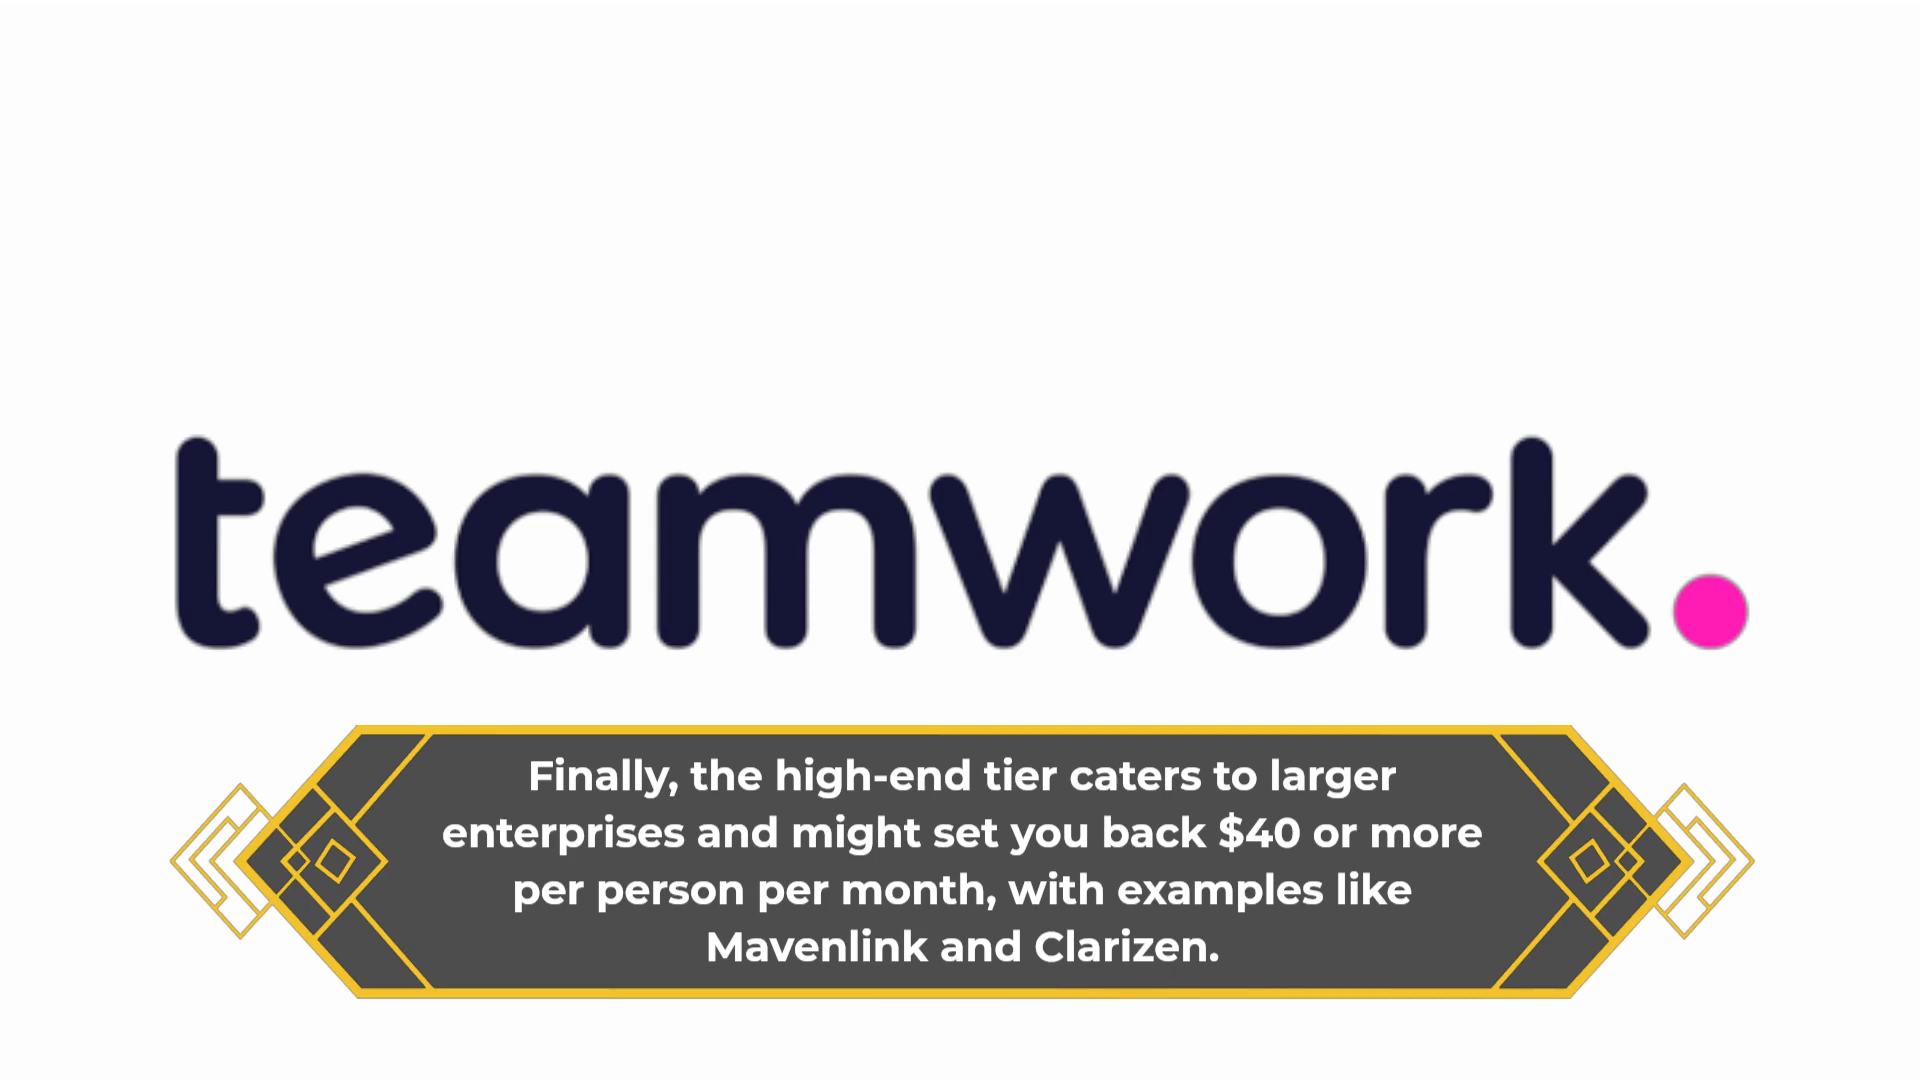 teamwork.
Finally, the high-end tier caters to larger
enterprises and might set you back $40 or more
per person per month, with examples like
Mavenlink and Clarizen.